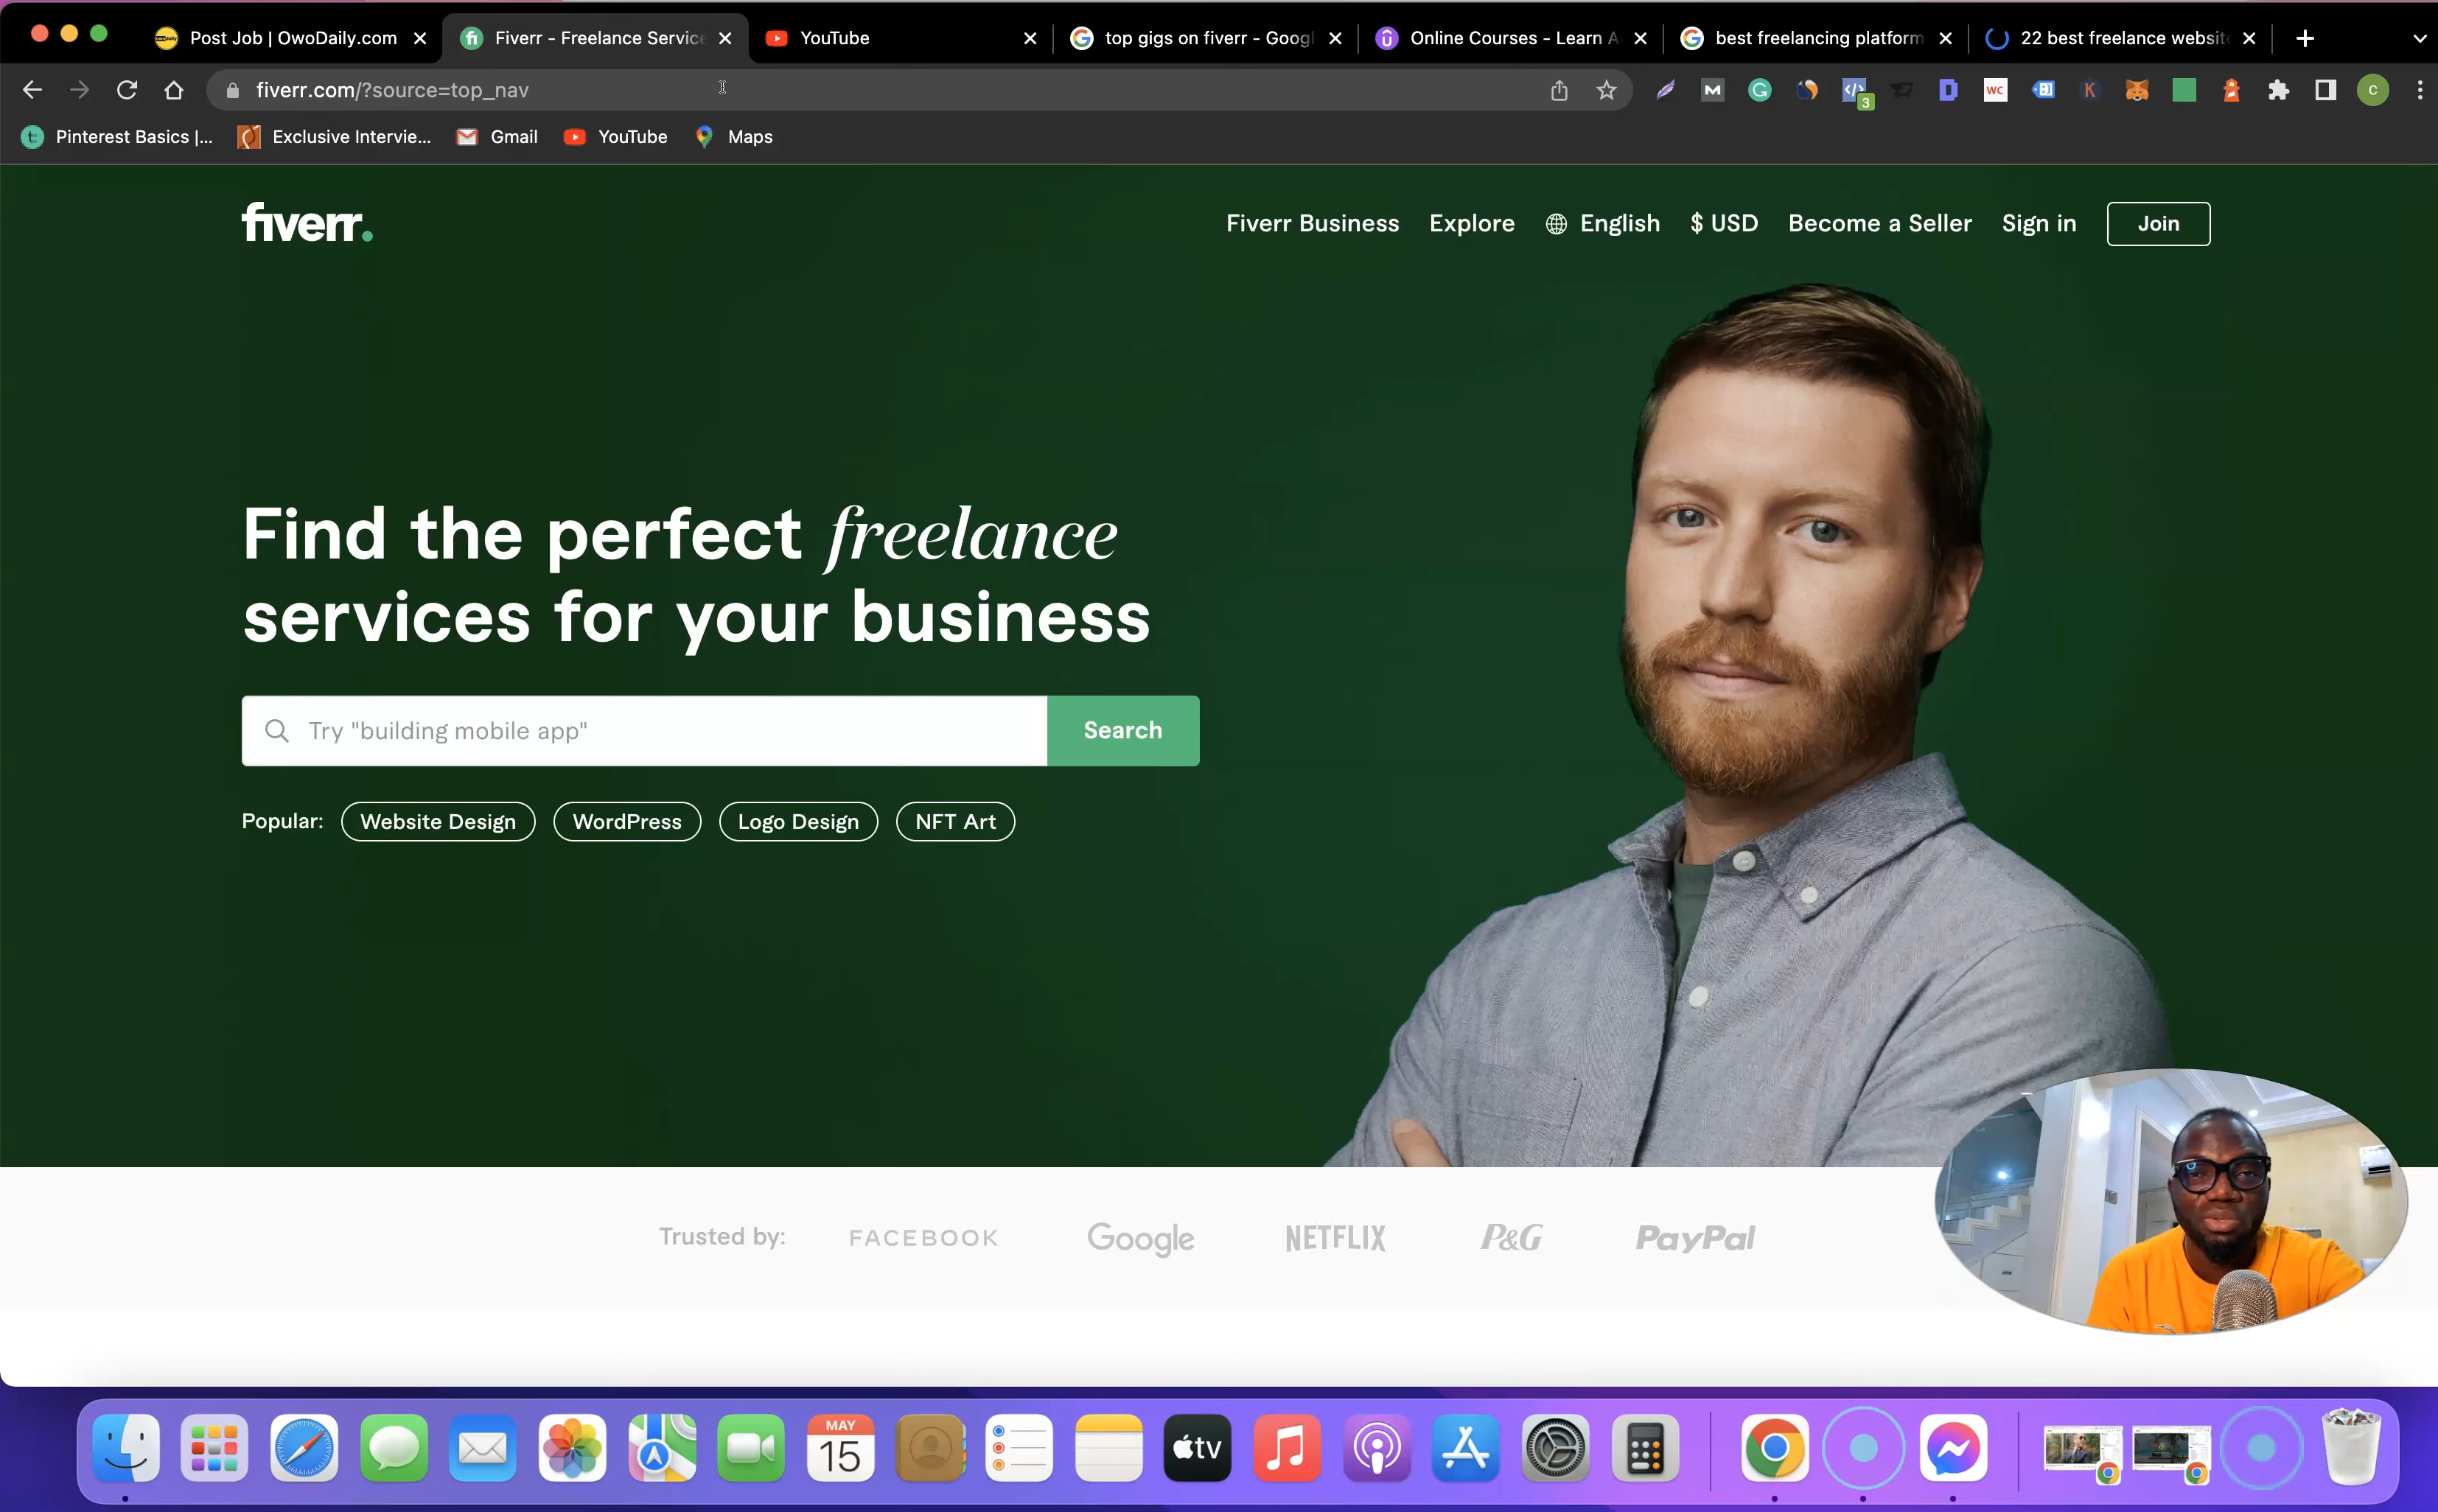 Post Job | OwoDaily.com
Fiverr - Freelance Service
YouTube
top gigs on fiverr - Googl
Online Courses - Learn A
best freelancing platform
22 best freelance websit
fiverr.com/?source=top_nav
3
WC
K
C
Pinterest Basics |...
Exclusive Intervie...
Gmail
YouTube
Maps
fiverr.
Fiverr Business
Explore
English
$ USD
Become a Seller
Sign in
Join
Find the perfect freelance
services for your business
Try "building mobile app"
Search
Popular:
Website Design
WordPress
Logo Design
NFT Art
Trusted by:
FACEBOOK
Google
NETFLIX
P&G
PayPal
MAY
15
tv